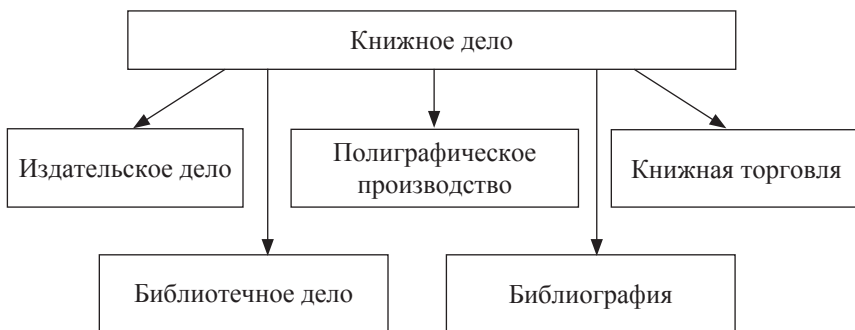 Книжное дело
Издательское дело
Полиграфическое
производство
Книжная торговля
Библиотечное дело
Библиография